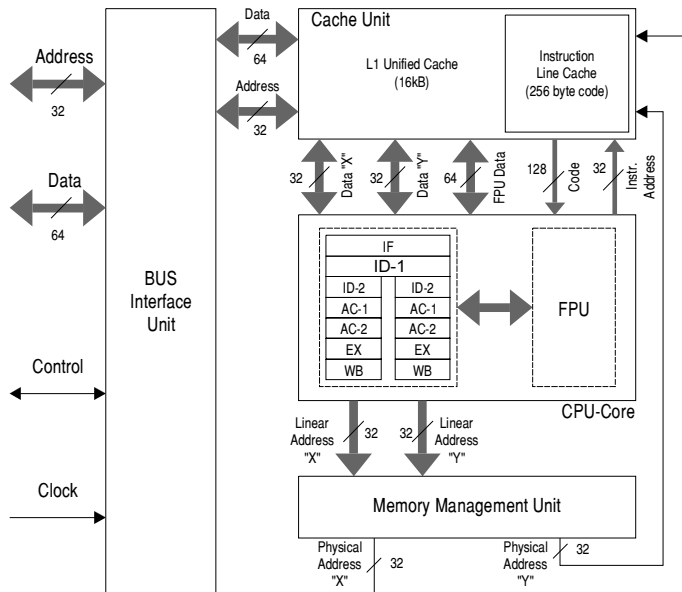 Address
32
Data
64
Control
Clock
BUS
Interface
Unit
Data
64
Address
32
Cache Unit
L1 Unified Cache
(16kB)
Instruction
Line Cache
(256 byte code)
32
Data "X"
32
Data "Y"
64
FPU Data
128
Code
32
Instr.
Address
IF
ID-1
ID-2
ID-2
AC-1
AC-1
AC-2
AC-2
EX
EX
WB
WB
FPU
CPU-Core
Linear
Address
"X"
32
32
Linear
Address
"Y"
Memory Management Unit
Physical
Address
"X"
32
Physical
Address
"Y"
32